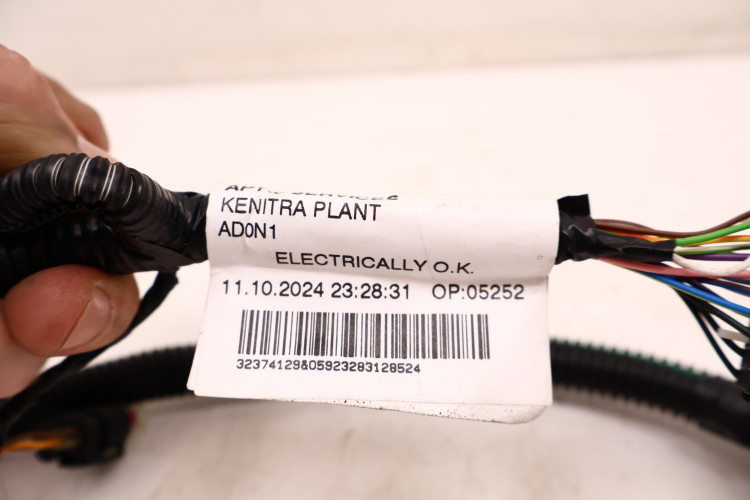 KENITRA PLANT
AD0N1
ELECTRICALLY O.K.
11.10.2024 23:28:31 OP:05252
32374129&05923283128524